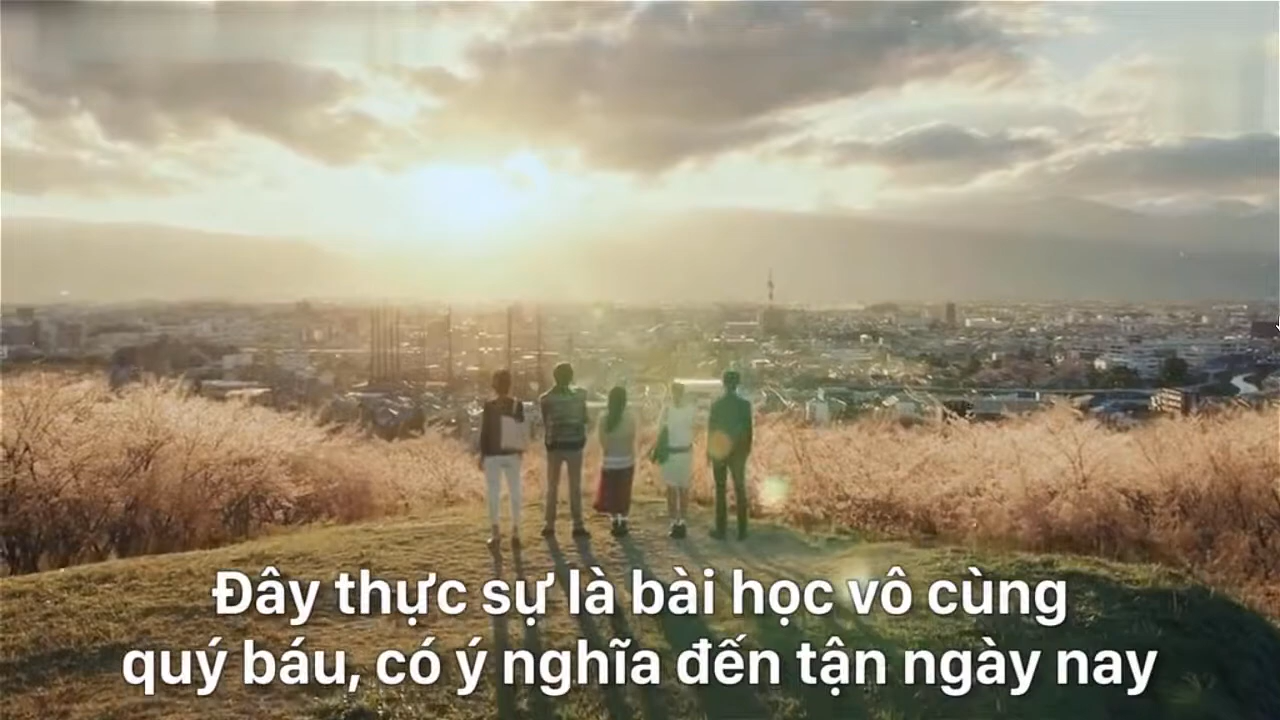 Đây thực sự là bài học vô cùng
quý báu, có ý nghĩa đến tận ngày nay